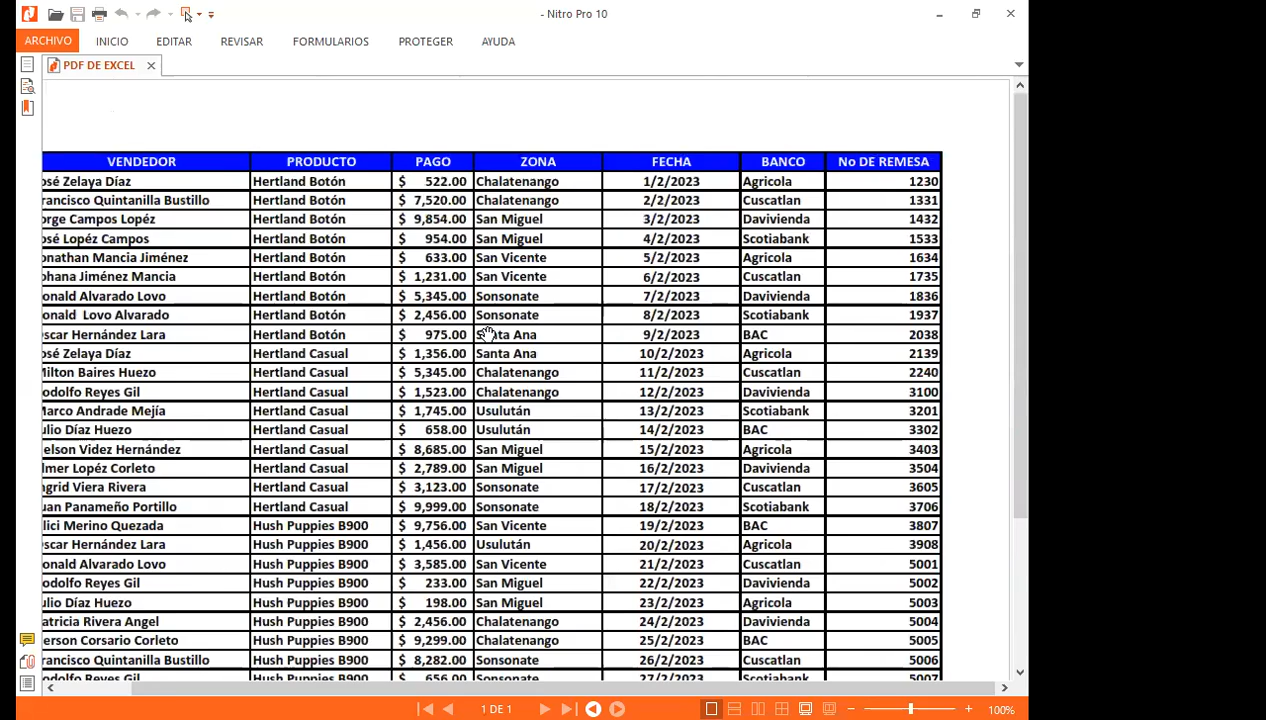 - Nitro Pro 10
ARCHIVO INICIO EDITAR REVISAR FORMULARIOS PROTEGER AYUDA
PDF DE EXCEL
VENDEDOR PRODUCTO PAGO ZONA FECHA BANCO No DE REMESA
osé Zelaya Díaz Hertland Botón $ 522.00 Chalatenango 1/2/2023 Agricola 1230
rancisco Quintanilla Bustillo Hertland Botón $ 7,520.00 Chalatenango 2/2/2023 Cuscatlan 1331
orge Campos Lopéz Hertland Botón $ 9,854.00 San Miguel 3/2/2023 Davivienda 1432
osé Lopéz Campos Hertland Botón $ 954.00 San Miguel 4/2/2023 Scotiabank 1533
onathan Mancia Jiménez Hertland Botón $ 633.00 San Vicente 5/2/2023 Agricola 1634
ohana Jiménez Mancia Hertland Botón $ 1,231.00 San Vicente 6/2/2023 Cuscatlan 1735
onald Alvarado Lovo Hertland Botón $ 5,345.00 Sonsonate 7/2/2023 Davivienda 1836
onald Lovo Alvarado Hertland Botón $ 2,456.00 Sonsonate 8/2/2023 Scotiabank 1937
scar Hernández Lara Hertland Botón $ 975.00 Santa Ana 9/2/2023 BAC 2038
osé Zelaya Díaz Hertland Casual $ 1,356.00 Santa Ana 10/2/2023 Agricola 2139
Milton Baires Huezo Hertland Casual $ 5,345.00 Chalatenango 11/2/2023 Cuscatlan 2240
odolfo Reyes Gil Hertland Casual $ 1,523.00 Chalatenango 12/2/2023 Davivienda 3100
Marco Andrade Mejía Hertland Casual $ 1,745.00 Usulután 13/2/2023 Scotiabank 3201
ulio Díaz Huezo Hertland Casual $ 658.00 Usulután 14/2/2023 BAC 3302
elson Videz Hernández Hertland Casual $ 8,685.00 San Miguel 15/2/2023 Agricola 3403
lmer Lopéz Corleto Hertland Casual $ 2,789.00 San Miguel 16/2/2023 Davivienda 3504
ngrid Viera Rivera Hertland Casual $ 3,123.00 Sonsonate 17/2/2023 Cuscatlan 3605
uan Panameño Portillo Hertland Casual $ 9,999.00 Sonsonate 18/2/2023 Scotiabank 3706
lici Merino Quezada Hush Puppies B900 $ 9,756.00 San Vicente 19/2/2023 BAC 3807
scar Hernández Lara Hush Puppies B900 $ 1,456.00 Usulután 20/2/2023 Agricola 3908
onald Alvarado Lovo Hush Puppies B900 $ 3,585.00 San Vicente 21/2/2023 Cuscatlan 5001
odolfo Reyes Gil Hush Puppies B900 $ 233.00 San Miguel 22/2/2023 Davivienda 5002
ulio Díaz Huezo Hush Puppies B900 $ 198.00 San Miguel 23/2/2023 Agricola 5003
atricia Rivera Angel Hush Puppies B900 $ 2,456.00 Chalatenango 24/2/2023 Davivienda 5004
erson Corsario Corleto Hush Puppies B900 $ 9,299.00 Chalatenango 25/2/2023 BAC 5005
rancisco Quintanilla Bustillo Hush Puppies B900 $ 8,282.00 Sonsonate 26/2/2023 Cuscatlan 5006
odolfo Reyes Gil Hush Puppies B900 $ 656.00 Sonsonate 27/2/2023 Scotiabank 5007
1 DE 1 100%